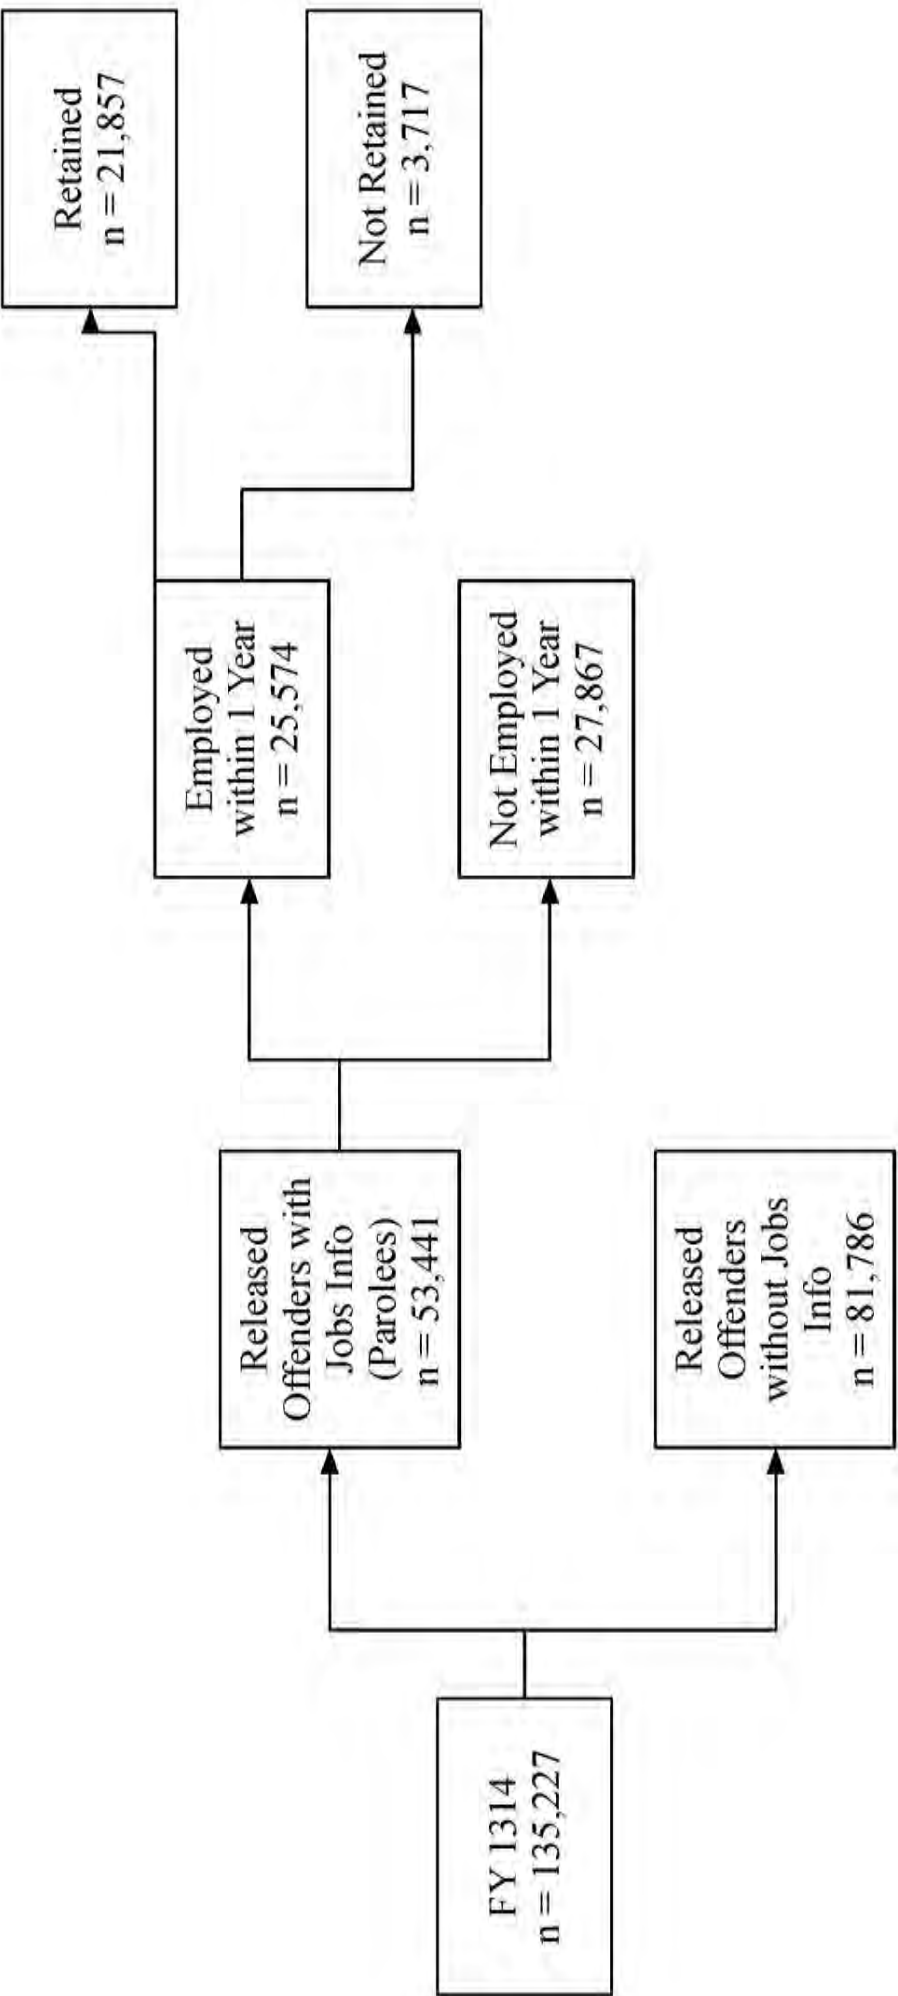 FY 1314
n = 135,227
Released
Offenders with
Jobs Info
(Parolees)
n = 53,441
Released
Offenders
without Jobs
Info
n = 81,786
Employed
within 1 Year
n = 25,574
Not Employed
within 1 Year
n = 27,867
Retained
n = 21,857
Not Retained
n = 3,717